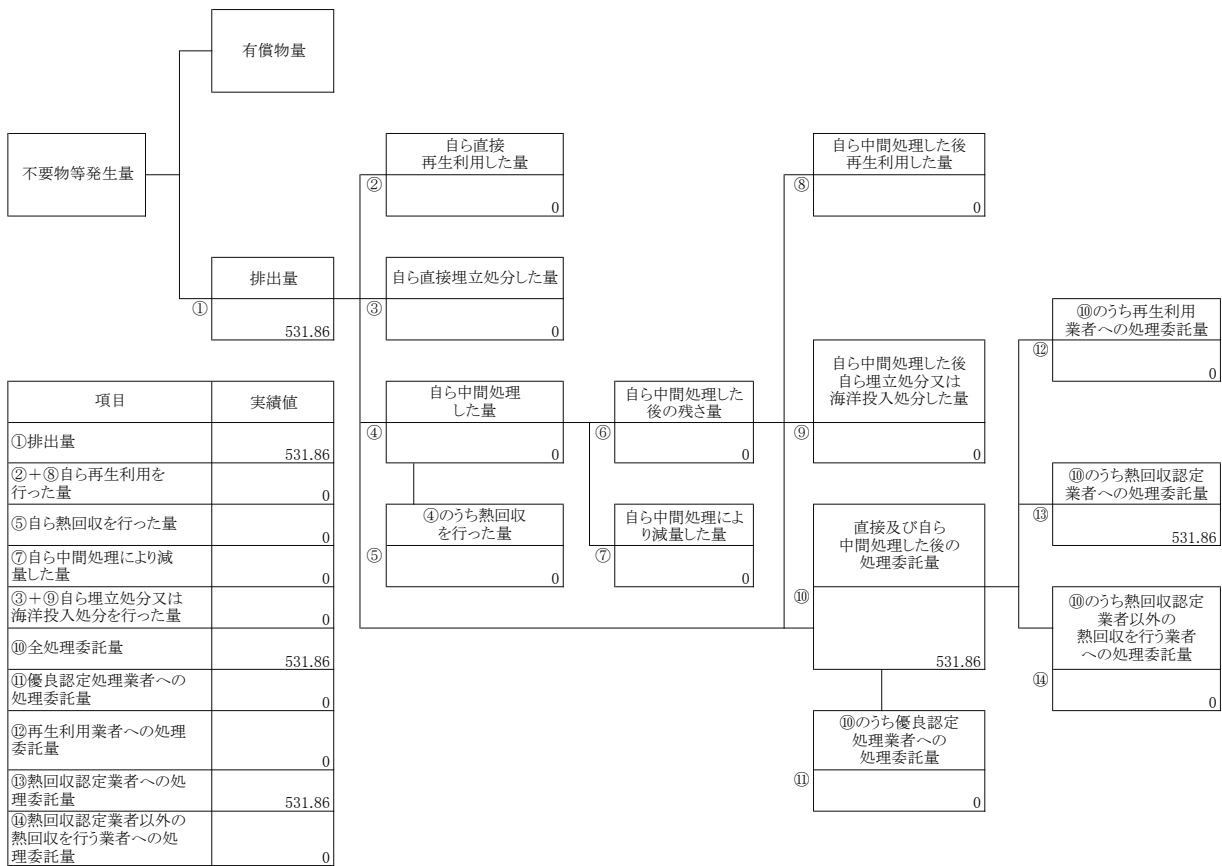 有償物量
不要物等発生量
自ら直接
再生利用した量
②
0
自ら中間処理した後
再生利用した量
⑧
0
排出量
①
531.86
自ら直接埋立処分した量
③
0
⑩のうち再生利用
業者への処理委託量
⑫
0
自ら中間処理
した量
④
0
自ら中間処理した
後の残さ量
⑥
0
自ら中間処理した後
自ら埋立処分又は
海洋投入処分した量
⑨
0
⑩のうち熱回収認定
業者への処理委託量
⑬
531.86
④のうち熱回収
を行った量
⑤
0
自ら中間処理によ
り減量した量
⑦
0
直接及び自ら
中間処理した後の
処理委託量
⑩
531.86
⑩のうち熱回収認定
業者以外の
熱回収を行う業者
への処理委託量
⑭
0
⑩のうち優良認定
処理業者への
処理委託量
⑪
0
項目 実績値
①排出量 531.86
②+⑧自ら再生利用を
行った量 0
⑤自ら熱回収を行った量 0
⑦自ら中間処理により減
量した量 0
③+⑨自ら埋立処分又は
海洋投入処分を行った量 0
⑩全処理委託量 531.86
⑪優良認定処理業者への
処理委託量 0
⑫再生利用業者への処理
委託量 0
⑬熱回収認定業者への処
理委託量 531.86
⑭熱回収認定業者以外の
熱回収を行う業者への処
理委託量 0